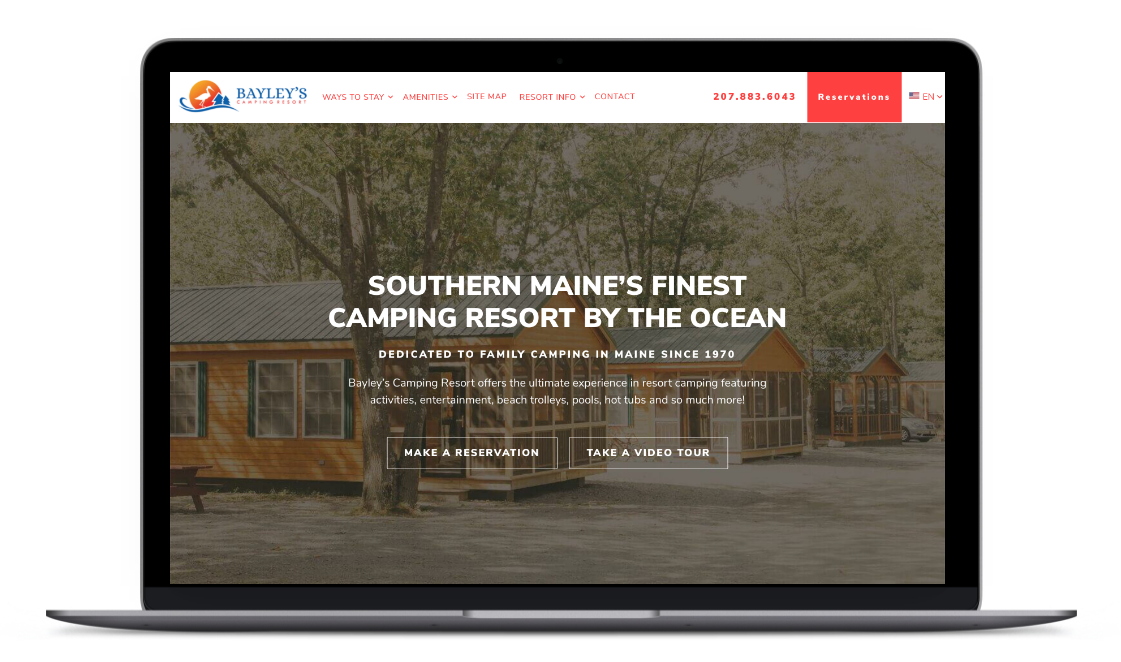 BAYLEY'S
CAMPING RESORT
WAYS TO STAY
AMENITIES
SITE MAP
RESORT INFO
CONTACT
207.883.6043
Reservations
EN
SOUTHERN MAINE'S FINEST
CAMPING RESORT BY THE OCEAN
DEDICATED TO FAMILY CAMPING IN MAINE SINCE 1970
Bayley's Camping Resort offers the ultimate experience in resort camping featuring
activities, entertainment, beach trolleys, pools, hot tubs and so much more!
MAKE A RESERVATION
TAKE A VIDEO TOUR